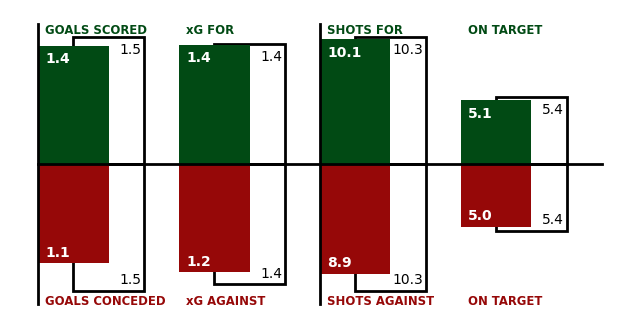 GOALS SCORED xG FOR SHOTS FOR ON TARGET
1.4 1.5 1.4 1.4 10.1 10.3 5.1 5.4
1.1 1.5 1.2 1.4 8.9 10.3 5.0 5.4
GOALS CONCEDED xG AGAINST SHOTS AGAINST ON TARGET